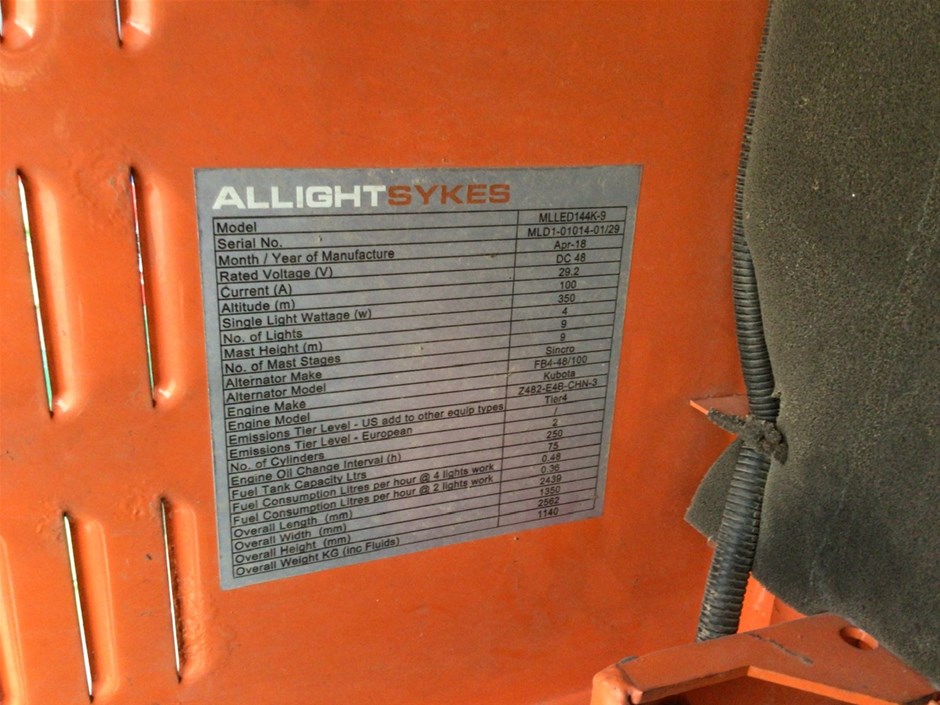 ALLIGHTSYKES
Model MLLED144K-9
Serial No. MLD1-01014-01/29
Month / Year of Manufacture Apr-18
Rated Voltage (V) DC 48
Current (A) 29.2
Altitude (m) 100
Single Light Wattage (w) 350
No. of Lights 4
Mast Height (m) 9
No. of Mast Stages 9
Alternator Make Sincro
Alternator Model FB4-48/100
Engine Make Kubota
Engine Model Z482-E4B-CHN-3
Emissions Tier Level - US add to other equip types Tier4
Emissions Tier Level - European /
No. of Cylinders 2
Engine Oil Change Interval (h) 250
Fuel Tank Capacity Ltrs 75
Fuel Consumption Litres per hour @ 4 lights work 0.48
Fuel Consumption Litres per hour @ 2 lights work 0.36
Overall Length (mm) 2439
Overall Width (mm) 1350
Overall Height (mm) 2562
Overall Weight KG (inc Fluids) 1140